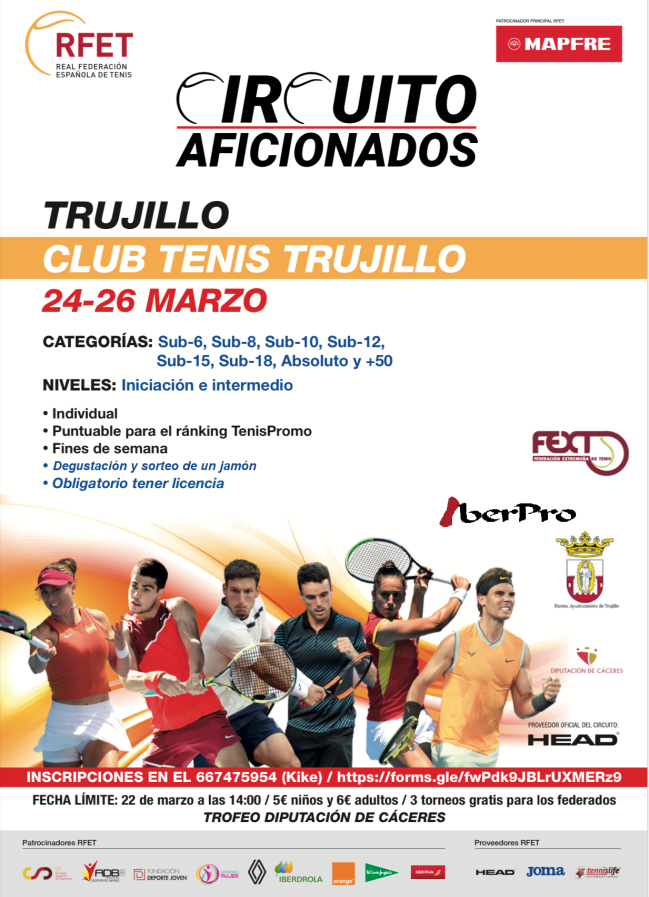 RFET
REAL FEDERACIÓN
ESPAÑOLA DE TENIS
PATROCINADOR PRINCIPAL RFET:
MAPFRE
CIRCUITO
AFICIONADOS
TRUJILLO
CLUB TENIS TRUJILLO
24-26 MARZO
CATEGORÍAS: Sub-6, Sub-8, Sub-10, Sub-12,
Sub-15, Sub-18, Absoluto y +50
NIVELES: Iniciación e intermedio
• Individual
• Puntuable para el ránking TenisPromo
• Fines de semana
• Degustación y sorteo de un jamón
• Obligatorio tener licencia
FEXT
FEDERACIÓN EXTREMEÑA DE TENIS
IberPro
Excmo. Ayuntamiento de Trujillo
DIPUTACIÓN DE CÁCERES
PROVEEDOR OFICIAL DEL CIRCUITO:
HEAD
INSCRIPCIONES EN EL 667475954 (Kike) / https://forms.gle/fwPdk9JBLrUXMERz9
FECHA LÍMITE: 22 de marzo a las 14:00 / 5€ niños y 6€ adultos / 3 torneos gratis para los federados
TROFEO DIPUTACIÓN DE CÁCERES
Patrocinadores RFET
Proveedores RFET
CSD
ADB
FUNDACIÓN
DEPORTE JOVEN
MUJER
IBERDROLA
orange
El Corte Inglés
IBERIA
HEAD
Joma
tennislife